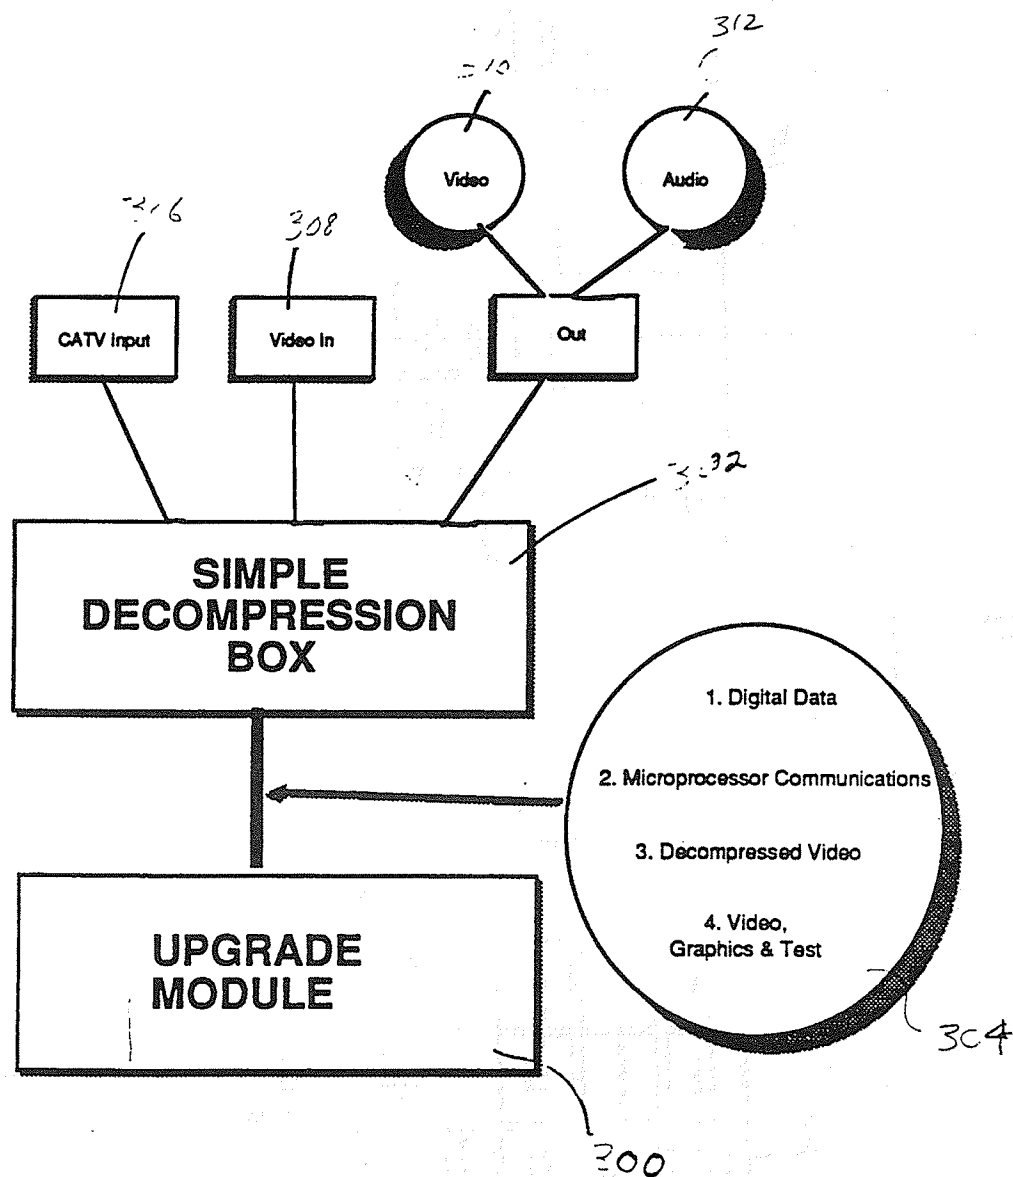 312
Video
Audio
308
CATV Input
Video In
Out
SIMPLE
DECOMPRESSION
BOX
1. Digital Data
2. Microprocessor Communications
3. Decompressed Video
4. Video,
Graphics & Test
UPGRADE
MODULE
304
300